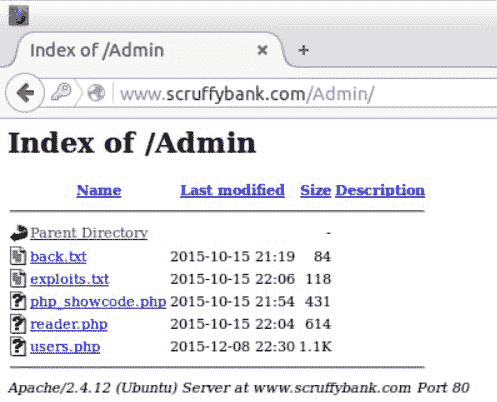 Index of /Admin
www.scruffybank.com/Admin/
Index of /Admin
Name Last modified Size Description
Parent Directory -
back.txt 2015-10-15 21:19 84
exploits.txt 2015-10-15 22:06 118
php_showcode.php 2015-10-15 21:54 431
reader.php 2015-10-15 22:04 614
users.php 2015-12-08 22:30 1.1K
Apache/2.4.12 (Ubuntu) Server at www.scruffybank.com Port 80